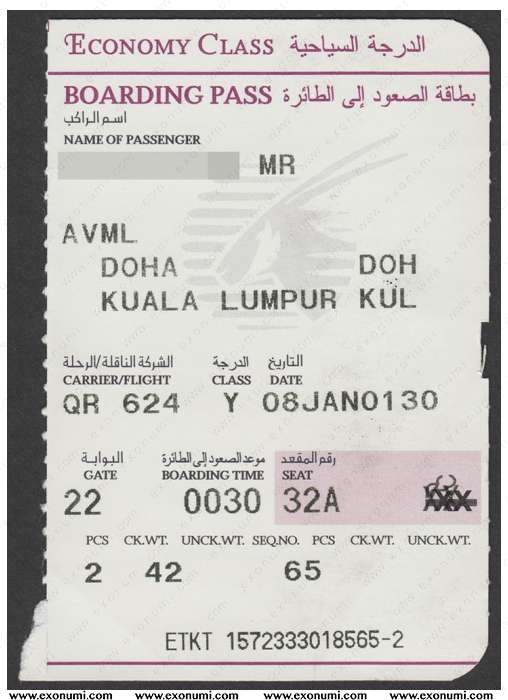 ECONOMY CLASS الدرجة السياحية
BOARDING PASS بطاقة الصعود إلى الطائرة
اسم الراكب
NAME OF PASSENGER
MR
AVML
DOHA DOH
KUALA LUMPUR KUL
الشركة الناقلة/الرحلة الدرجة التاريخ
CARRIER/FLIGHT CLASS DATE
QR 624 Y 08JAN0130
البوابة موعد الصعود إلى الطائرة رقم المقعد
GATE BOARDING TIME SEAT
22 0030 32A XXX
PCS CK.WT. UNCK.WT. SEQ.NO. PCS CK.WT. UNCK.WT.
2 42 65
ETKT 1572333018565-2
www.exonumi.com www.exonumi.com www.exonumi.com www.exonumi.com